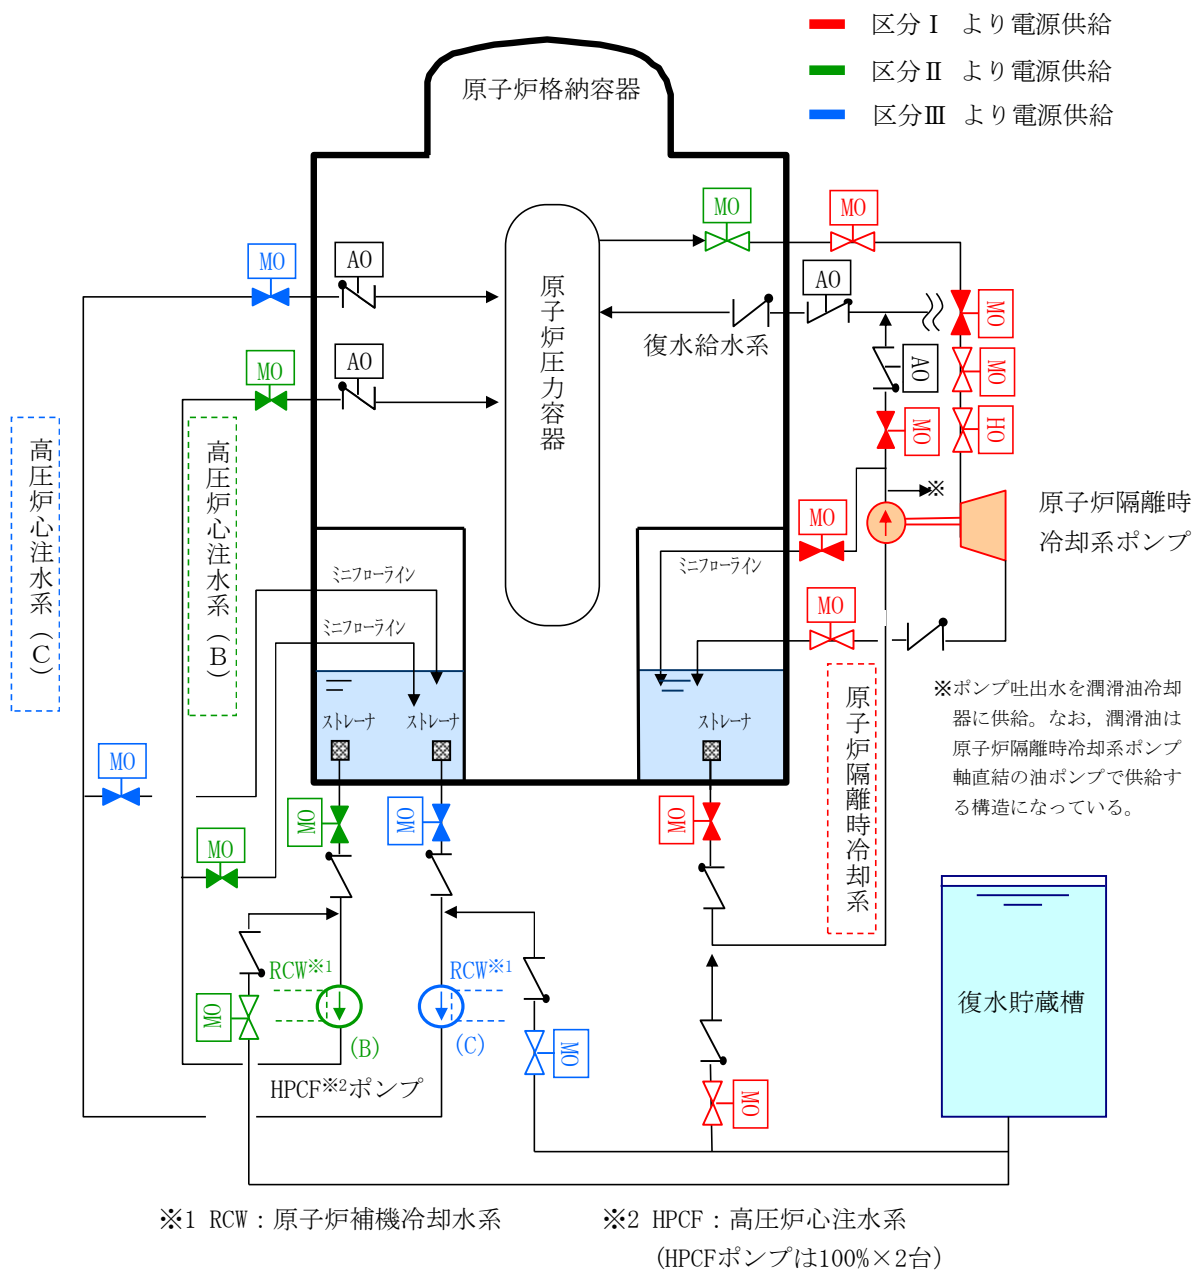 区分Ⅰ より電源供給
区分Ⅱ より電源供給
区分Ⅲ より電源供給
原子炉格納容器
MO
MO
MO
AO
AO
原子炉圧力容器
MO
復水給水系
MO
AO
MO
AO
MO
HO
高圧炉心注水系(C)
高圧炉心注水系(B)
※
原子炉隔離時
冷却系ポンプ
MO
ミニフローライン
ミニフローライン
MO
ミニフローライン
原子炉隔離時冷却系
※ポンプ吐出水を潤滑油冷却
器に供給。なお，潤滑油は
原子炉隔離時冷却系ポンプ
軸直結の油ポンプで供給す
る構造になっている。
ストレーナ
ストレーナ
ストレーナ
MO
MO
MO
MO
MO
RCW※1
RCW※1
MO
(B)
(C)
MO
復水貯蔵槽
HPCF※2ポンプ
MO
※1 RCW：原子炉補機冷却水系
※2 HPCF：高圧炉心注水系
(HPCFポンプは100%×2台)